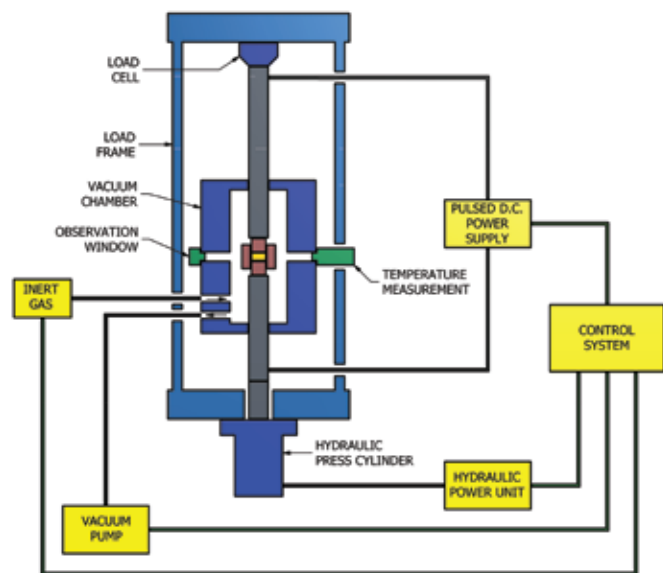 LOAD
CELL
LOAD
FRAME
VACUUM
CHAMBER
OBSERVATION
WINDOW
INERT
GAS
PULSED D.C.
POWER
SUPPLY
TEMPERATURE
MEASUREMENT
CONTROL
SYSTEM
HYDRAULIC
PRESS CYLINDER
HYDRAULIC
POWER UNIT
VACUUM
PUMP